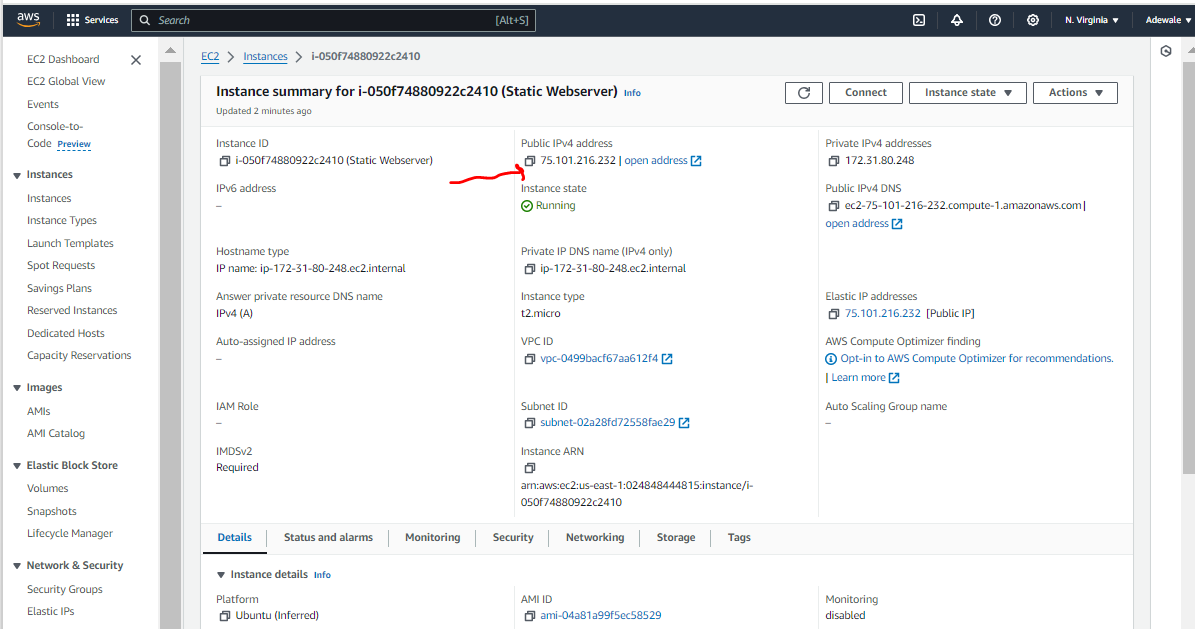 aws
Services
Search
[Alt+S]
N. Virginia
Adewale
EC2 Dashboard
EC2 Global View
Events
Console-to-
Code Preview
Instances
Instances
Instance Types
Launch Templates
Spot Requests
Savings Plans
Reserved Instances
Dedicated Hosts
Capacity Reservations
Images
AMIs
AMI Catalog
Elastic Block Store
Volumes
Snapshots
Lifecycle Manager
Network & Security
Security Groups
Elastic IPs
EC2 > Instances > i-050f74880922c2410
Instance summary for i-050f74880922c2410 (Static Webserver) Info
Updated 2 minutes ago
Connect
Instance state
Actions
Instance ID
i-050f74880922c2410 (Static Webserver)
Public IPv4 address
75.101.216.232 | open address
Private IPv4 addresses
172.31.80.248
IPv6 address
–
Instance state
Running
Public IPv4 DNS
ec2-75-101-216-232.compute-1.amazonaws.com |
open address
Hostname type
IP name: ip-172-31-80-248.ec2.internal
Private IP DNS name (IPv4 only)
ip-172-31-80-248.ec2.internal
Answer private resource DNS name
IPv4 (A)
Instance type
t2.micro
Elastic IP addresses
75.101.216.232 [Public IP]
Auto-assigned IP address
–
VPC ID
vpc-0499bacf67aa612f4
AWS Compute Optimizer finding
Opt-in to AWS Compute Optimizer for recommendations.
| Learn more
IAM Role
–
Subnet ID
subnet-02a28fd72558fae29
Auto Scaling Group name
–
IMDSv2
Required
Instance ARN
arn:aws:ec2:us-east-1:024848444815:instance/i-
050f74880922c2410
Details
Status and alarms
Monitoring
Security
Networking
Storage
Tags
Instance details Info
Platform
Ubuntu (Inferred)
AMI ID
ami-04a81a99f5ec58529
Monitoring
disabled